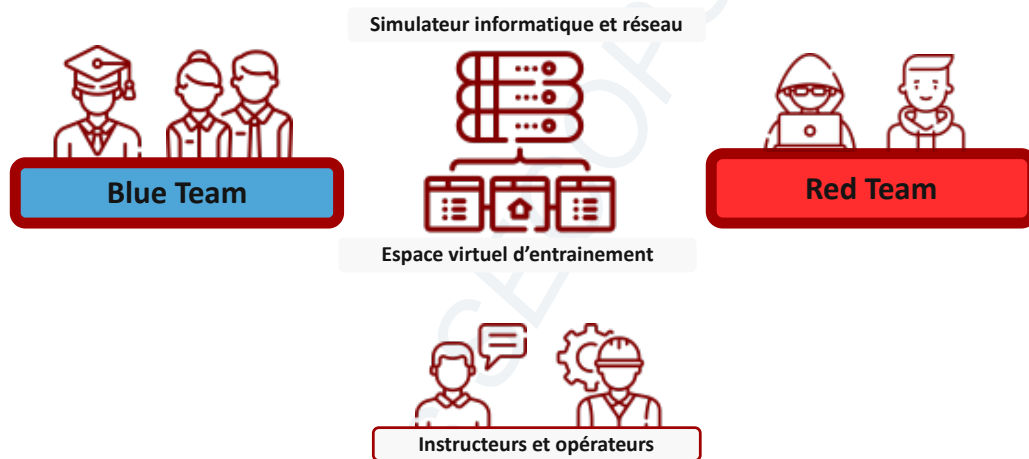 Simulateur informatique et réseau
Blue Team
Red Team
Espace virtuel d’entrainement
Instructeurs et opérateurs